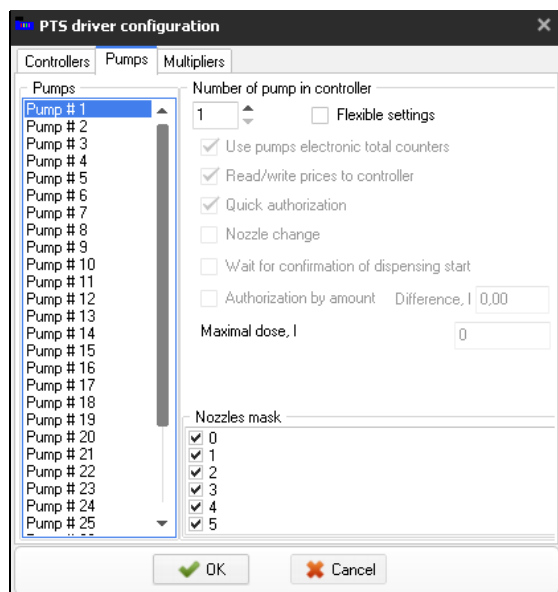 PTS driver configuration
Controllers Pumps Multipliers
Pumps
Pump # 1
Pump # 2
Pump # 3
Pump # 4
Pump # 5
Pump # 6
Pump # 7
Pump # 8
Pump # 9
Pump # 10
Pump # 11
Pump # 12
Pump # 13
Pump # 14
Pump # 15
Pump # 16
Pump # 17
Pump # 18
Pump # 19
Pump # 20
Pump # 21
Pump # 22
Pump # 23
Pump # 24
Pump # 25
Number of pump in controller
1 Flexible settings
Use pumps electronic total counters
Read/write prices to controller
Quick authorization
Nozzle change
Wait for confirmation of dispensing start
Authorization by amount Difference, l 0,00
Maximal dose, l 0
Nozzles mask
0
1
2
3
4
5
OK Cancel